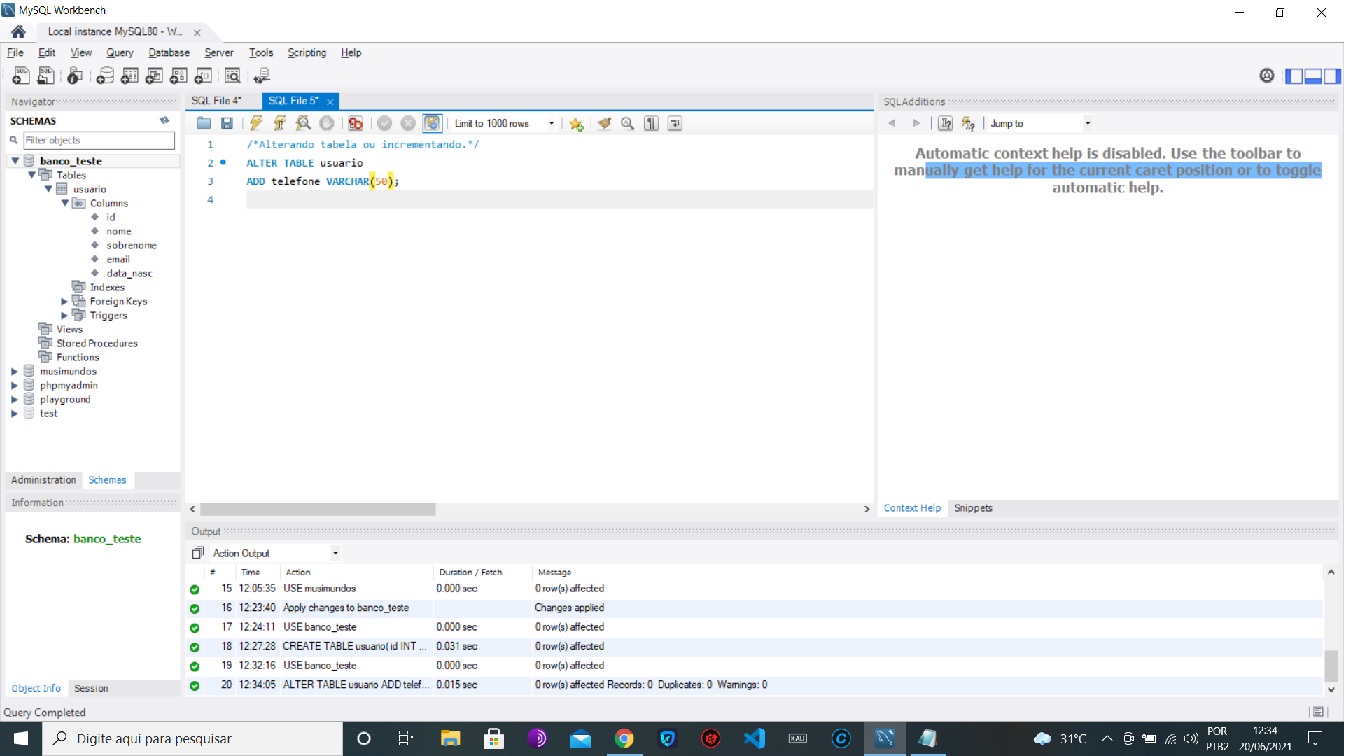 MySQL Workbench
Local instance MySQL80 - W... ×
File Edit View Query Database Server Tools Scripting Help
Navigator
SCHEMAS
Filter objects
banco_teste
Tables
usuario
Columns
id
nome
sobrenome
email
data_nasc
Indexes
Foreign Keys
Triggers
Views
Stored Procedures
Functions
musimundos
phpmyadmin
playground
test
Administration Schemas
Information
Schema: banco_teste
Object Info Session
SQL File 4* SQL File 5* ×
Limit to 1000 rows
1 /*Alterando tabela ou incrementando.*/
2 ALTER TABLE usuario
3 ADD telefone VARCHAR(50);
4
SQLAdditions
Jump to
Automatic context help is disabled. Use the toolbar to
manually get help for the current caret position or to toggle
automatic help.
Context Help Snippets
Output
Action Output
# Time Action Duration / Fetch Message
15 12:05:35 USE musimundos 0.000 sec 0 row(s) affected
16 12:23:40 Apply changes to banco_teste Changes applied
17 12:24:11 USE banco_teste 0.000 sec 0 row(s) affected
18 12:27:28 CREATE TABLE usuario( id INT ... 0.031 sec 0 row(s) affected
19 12:32:16 USE banco_teste 0.000 sec 0 row(s) affected
20 12:34:05 ALTER TABLE usuario ADD telef... 0.015 sec 0 row(s) affected Records: 0 Duplicates: 0 Warnings: 0
Query Completed
Digite aqui para pesquisar
KALI
31°C
POR
PTB2
12:34
20/06/2021